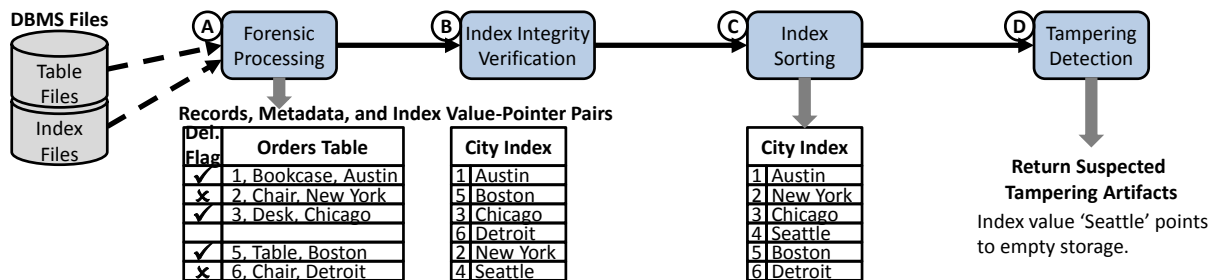 DBMS Files
Table
Files
Index
Files
A
Forensic
Processing
B
Index Integrity
Verification
C
Index
Sorting
D
Tampering
Detection
Records, Metadata, and Index Value-Pointer Pairs
Del.
Flag
Orders Table
✓ 1, Bookcase, Austin
✗ 2, Chair, New York
✓ 3, Desk, Chicago
✓ 5, Table, Boston
✗ 6, Chair, Detroit
City Index
1 Austin
5 Boston
3 Chicago
6 Detroit
2 New York
4 Seattle
City Index
1 Austin
2 New York
3 Chicago
4 Seattle
5 Boston
6 Detroit
Return Suspected
Tampering Artifacts
Index value ‘Seattle’ points
to empty storage.